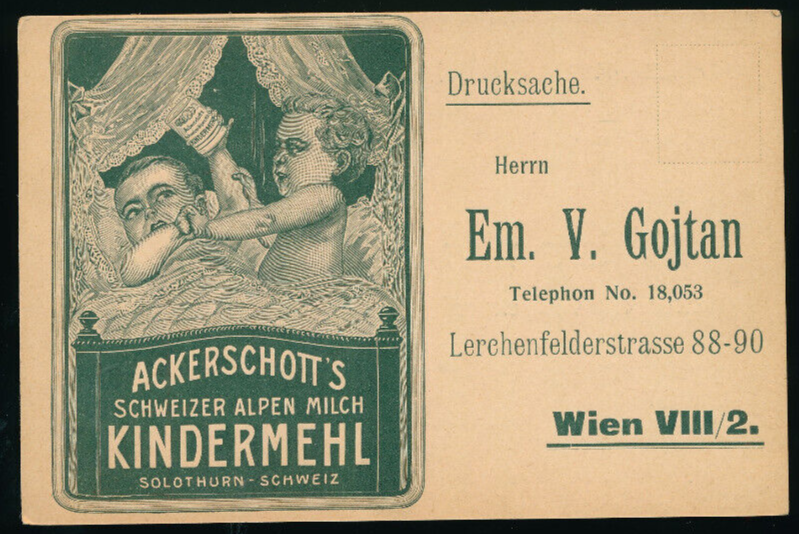 ACKERSCHOTT'S
SCHWEIZER ALPEN MILCH
KINDERMEHL
SOLOTHURN-SCHWEIZ
Drucksache.
Herrn
Em. V. Gojtan
Telephon No. 18,053
Lerchenfelderstrasse 88-90
Wien VIII/2.